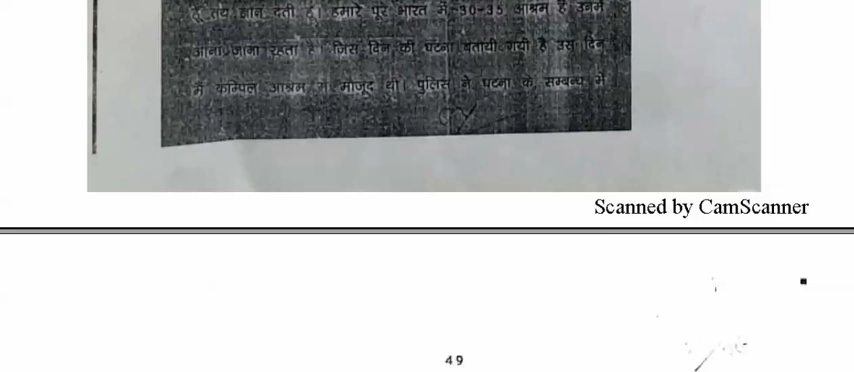 हूँ तय ज्ञान देती हूँ। हमारे पूरे भारत में 30-35 आश्रम है उनमें
आना जाना रहता है। जिस दिन की घटना बतायी गयी है उस दिन
मैं कम्पिल आश्रम में मौजूद थी। पुलिस ने घटना के सम्बन्ध में
Scanned by CamScanner
49